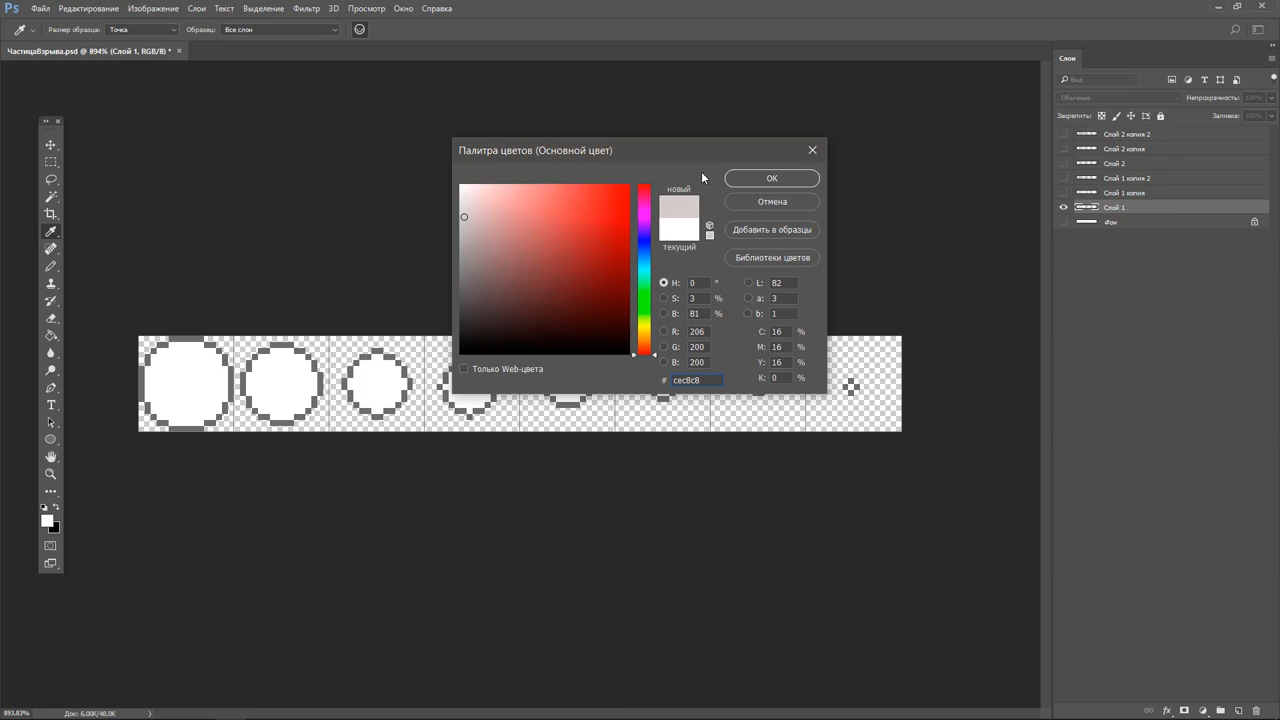 Ps Файл Редактирование Изображение Слои Текст Выделение Фильтр 3D Просмотр Окно Справка
Размер образца: Точка Образец: Все слои
ЧастицаВзрыва.psd @ 894% (Слой 1, RGB/8) * ×
Слои
Вид
Обычные Непрозрачность: 100%
Закрепить: Заливка: 100%
Слой 2 копия 2
Слой 2 копия
Слой 2
Слой 1 копия 2
Слой 1 копия
Слой 1
Фон
Палитра цветов (Основной цвет)
новый
текущий
ОК
Отмена
Добавить в образцы
Библиотеки цветов
H: 0 ° L: 82
S: 3 % a: 3
B: 81 % b: 1
R: 206 C: 16 %
G: 200 M: 16 %
B: 200 Y: 16 %
# cec8c8 K: 0 %
Только Web-цвета
893,83% Док: 6,00K/48,0K